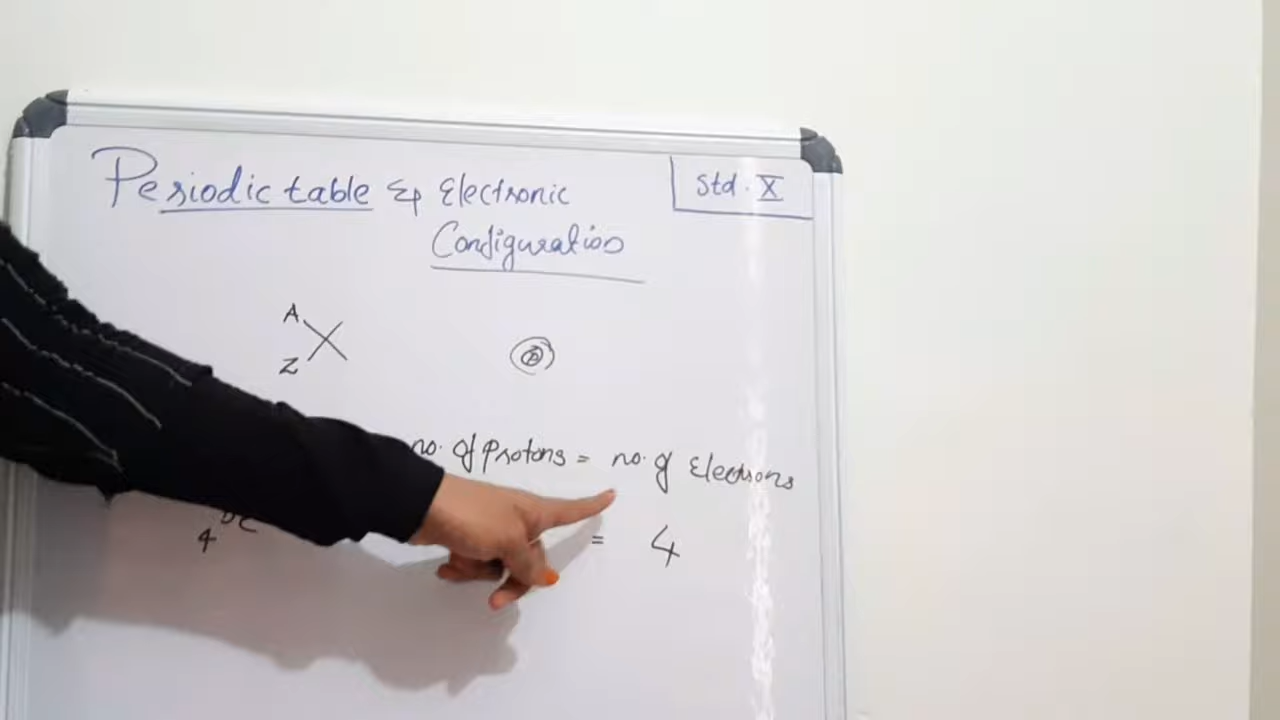 Periodic table & Electronic
Configuration
Std. X
A
X
Z
no. of Protons = no. of Electrons
4
= 4